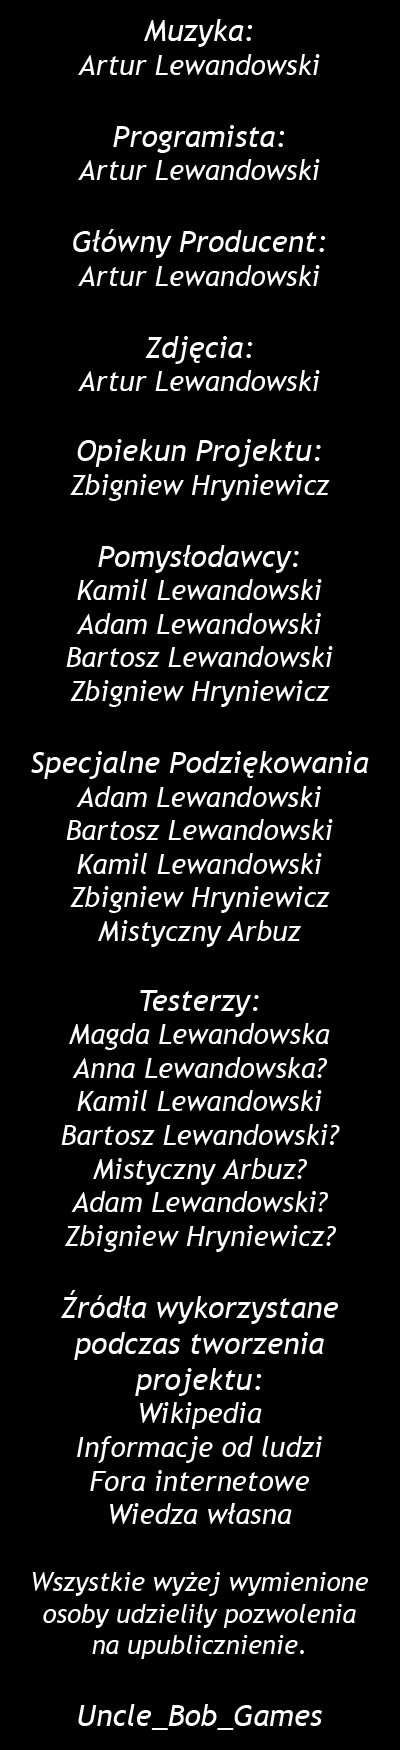 Muzyka:
Artur Lewandowski
Programista:
Artur Lewandowski
Główny Producent:
Artur Lewandowski
Zdjęcia:
Artur Lewandowski
Opiekun Projektu:
Zbigniew Hryniewicz
Pomysłodawcy:
Kamil Lewandowski
Adam Lewandowski
Bartosz Lewandowski
Zbigniew Hryniewicz
Specjalne Podziękowania
Adam Lewandowski
Bartosz Lewandowski
Kamil Lewandowski
Zbigniew Hryniewicz
Mistyczny Arbuz
Testerzy:
Magda Lewandowska
Anna Lewandowska?
Kamil Lewandowski
Bartosz Lewandowski?
Mistyczny Arbuz?
Adam Lewandowski?
Zbigniew Hryniewicz?
Źródła wykorzystane
podczas tworzenia
projektu:
Wikipedia
Informacje od ludzi
Fora internetowe
Wiedza własna
Wszystkie wyżej wymienione
osoby udzieliły pozwolenia
na upublicznienie.
Uncle_Bob_Games